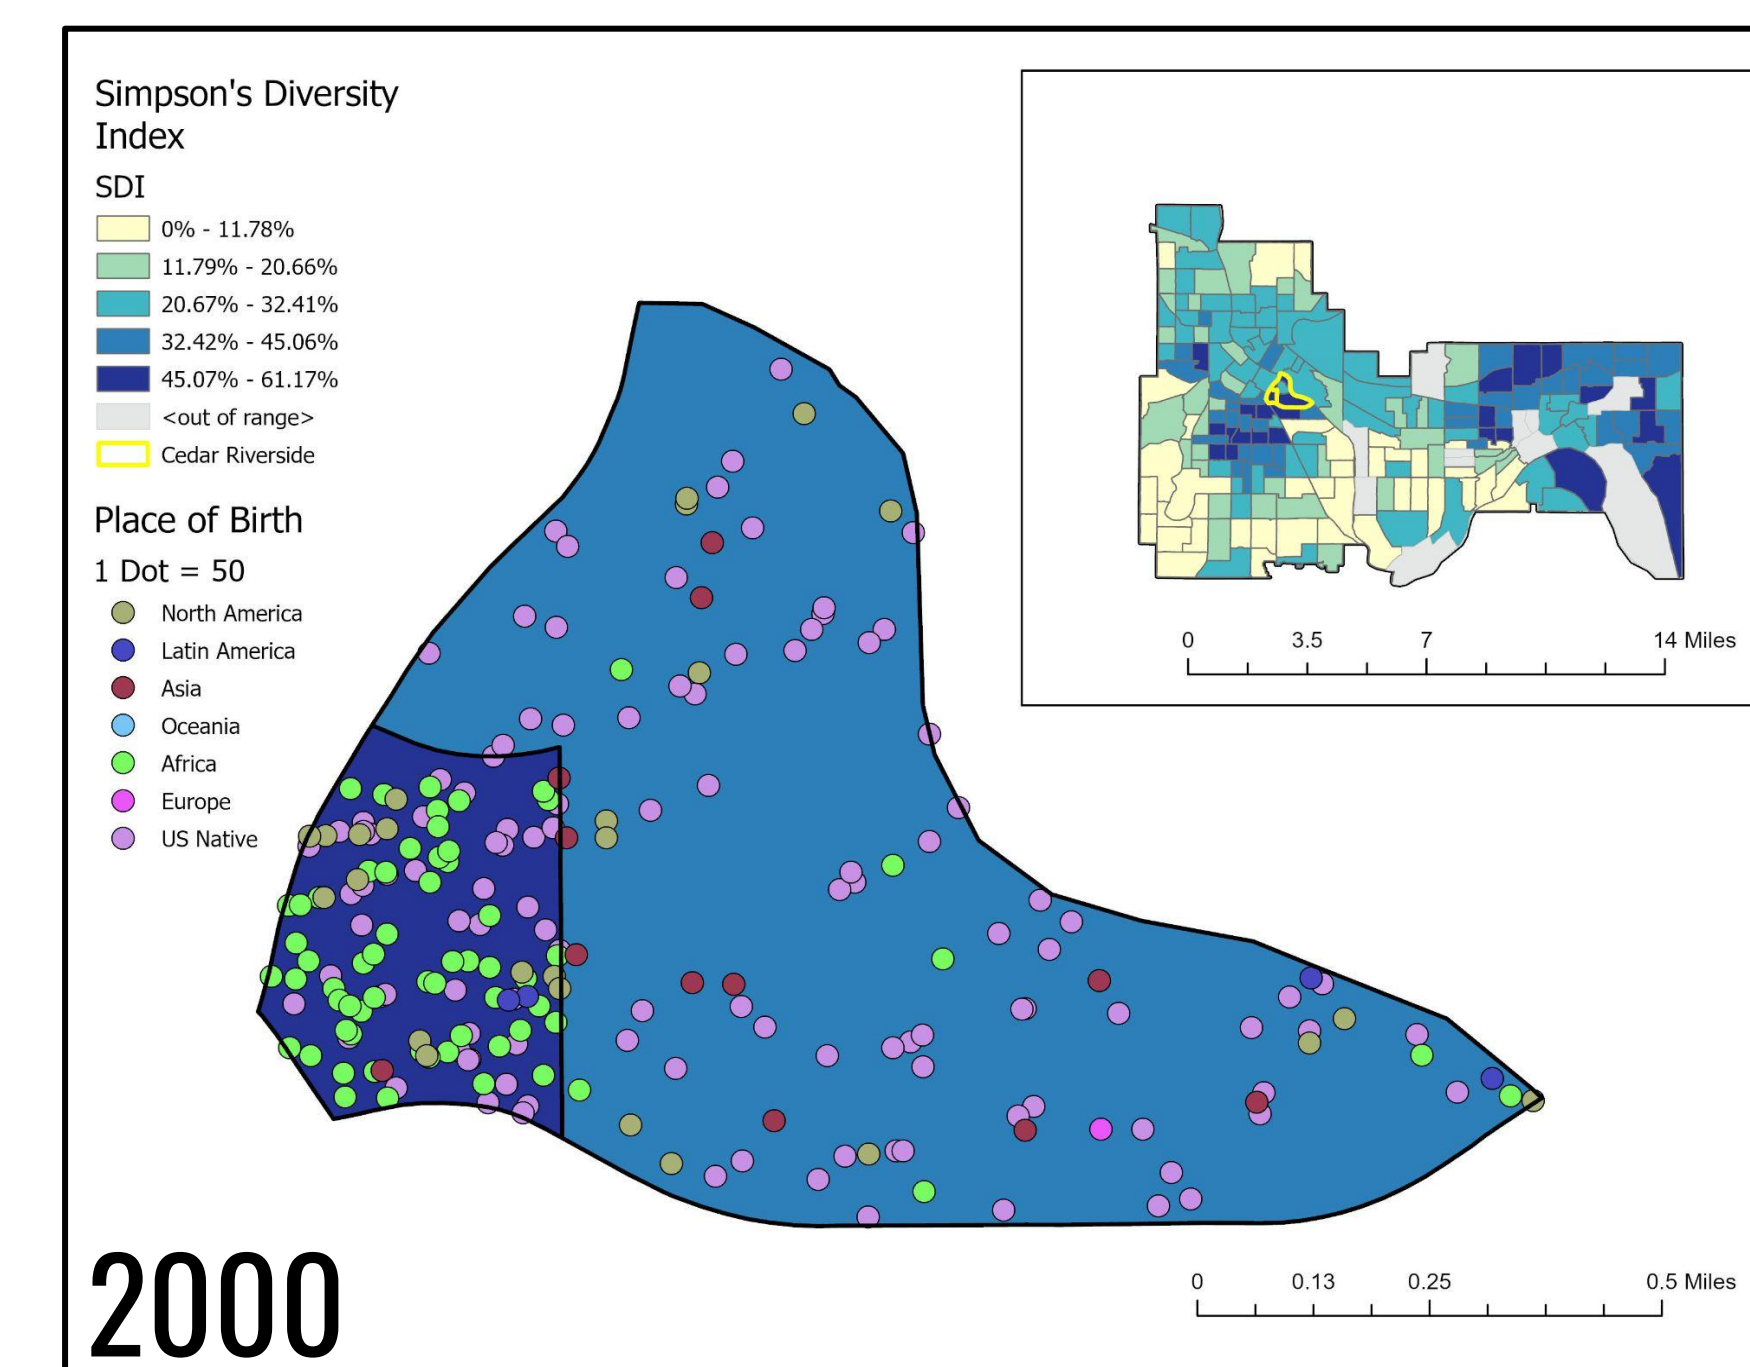 Simpson's Diversity
Index
SDI
0% - 11.78%
11.79% - 20.66%
20.67% - 32.41%
32.42% - 45.06%
45.07% - 61.17%
<out of range>
Cedar Riverside
Place of Birth
1 Dot = 50
North America
Latin America
Asia
Oceania
Africa
Europe
US Native
0 3.5 7 14 Miles
0 0.13 0.25 0.5 Miles
2000